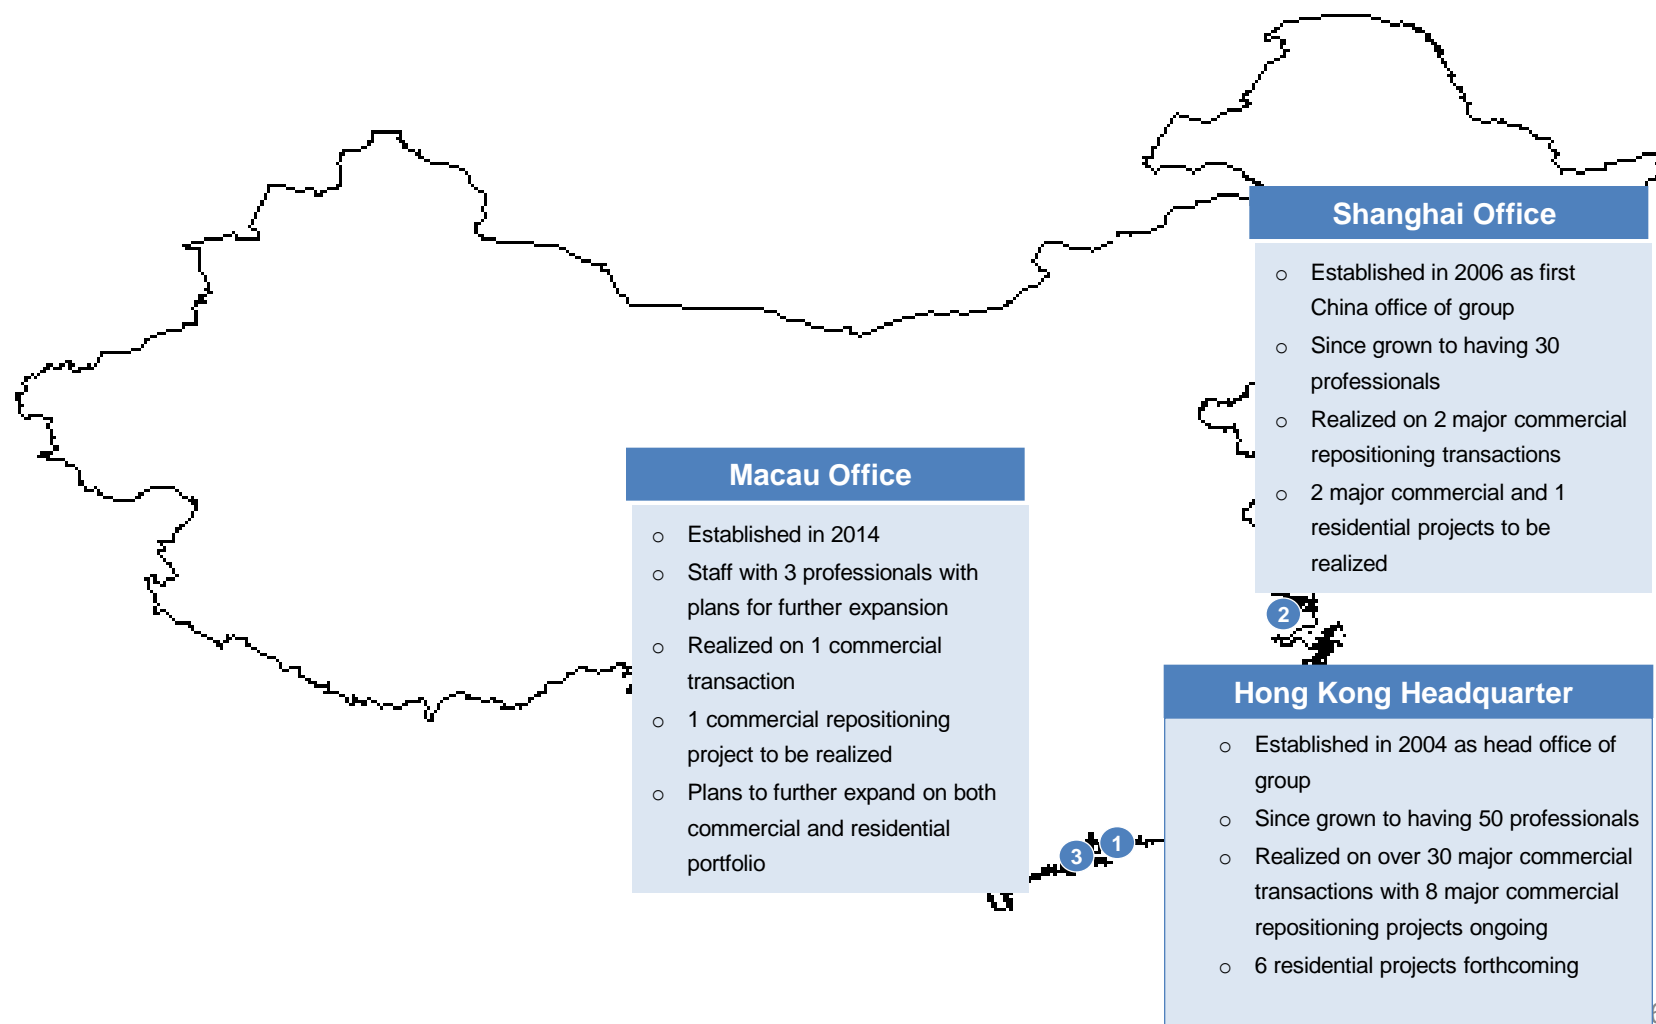 Shanghai Office
○ Established in 2006 as first
China office of group
○ Since grown to having 30
professionals
○ Realized on 2 major commercial
repositioning transactions
○ 2 major commercial and 1
residential projects to be
realized
Macau Office
○ Established in 2014
○ Staff with 3 professionals with
plans for further expansion
○ Realized on 1 commercial
transaction
○ 1 commercial repositioning
project to be realized
○ Plans to further expand on both
commercial and residential
portfolio
2
Hong Kong Headquarter
○ Established in 2004 as head office of
group
○ Since grown to having 50 professionals
○ Realized on over 30 major commercial
transactions with 8 major commercial
repositioning projects ongoing
○ 6 residential projects forthcoming
1
3